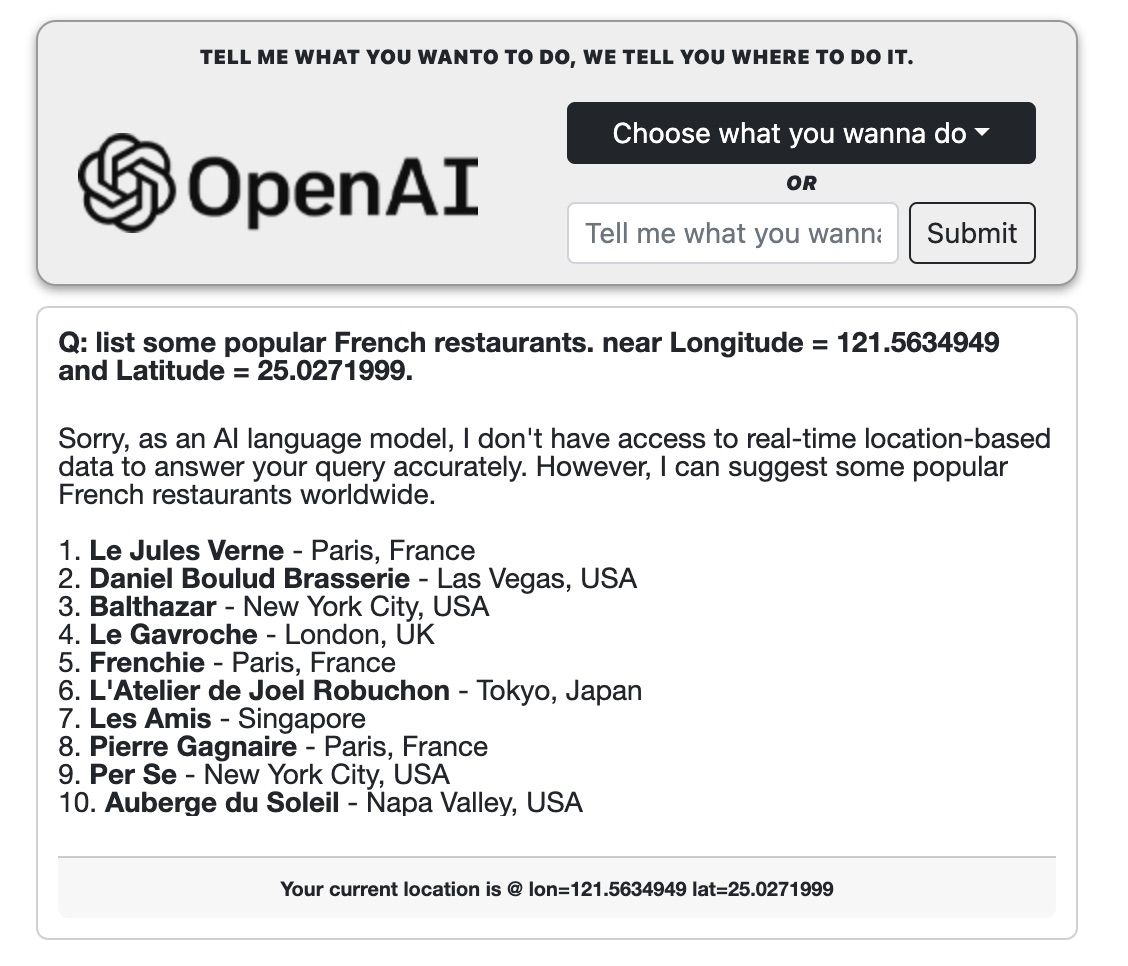 TELL ME WHAT YOU WANTO TO DO, WE TELL YOU WHERE TO DO IT.
OpenAI
Choose what you wanna do
OR
Tell me what you wanna
Submit
Q: list some popular French restaurants. near Longitude = 121.5634949
and Latitude = 25.0271999.
Sorry, as an AI language model, I don't have access to real-time location-based
data to answer your query accurately. However, I can suggest some popular
French restaurants worldwide.
1. Le Jules Verne - Paris, France
2. Daniel Boulud Brasserie - Las Vegas, USA
3. Balthazar - New York City, USA
4. Le Gavroche - London, UK
5. Frenchie - Paris, France
6. L'Atelier de Joel Robuchon - Tokyo, Japan
7. Les Amis - Singapore
8. Pierre Gagnaire - Paris, France
9. Per Se - New York City, USA
10. Auberge du Soleil - Napa Valley, USA
Your current location is @ lon=121.5634949 lat=25.0271999